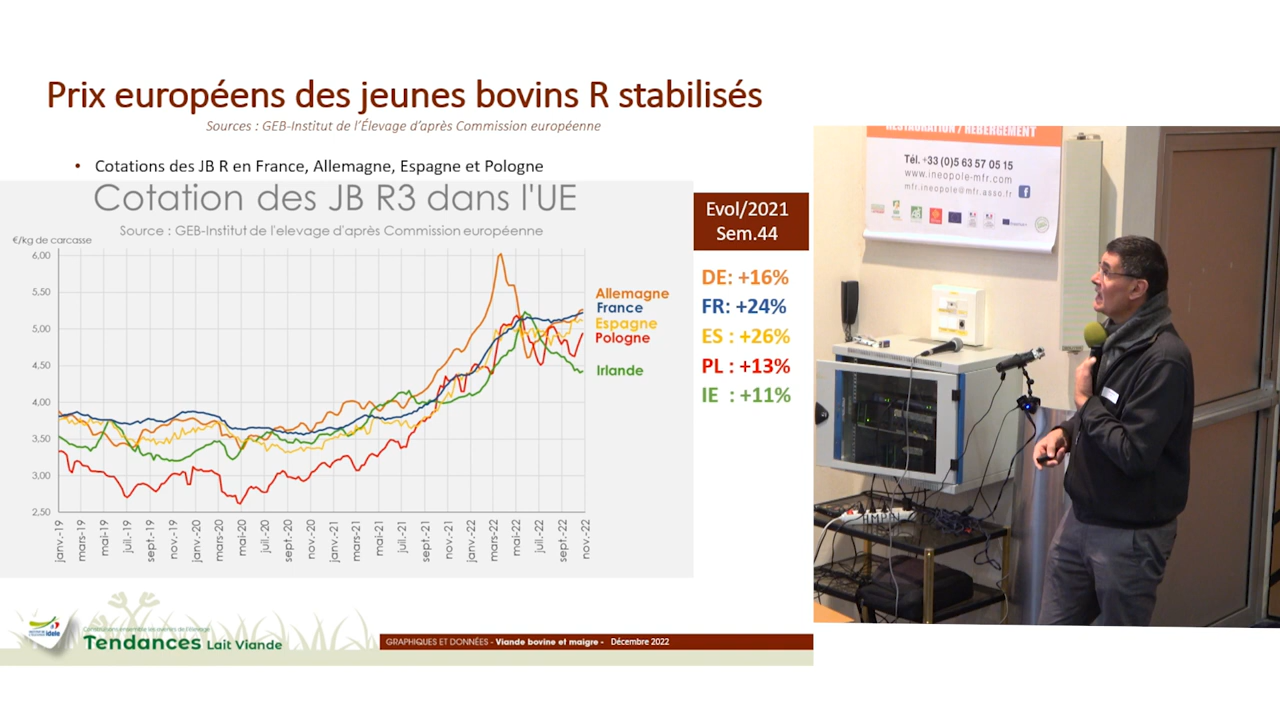 Prix européens des jeunes bovins R stabilisés
Sources : GEB-Institut de l'Élevage d'après Commission européenne
• Cotations des JB R en France, Allemagne, Espagne et Pologne
Cotation des JB R3 dans l'UE
Source : GEB-Institut de l'elevage d'après Commission européenne
€/kg de carcasse
6,00
5,50
5,00
4,50
4,00
3,50
3,00
2,50
janv.-19
mars-19
mai-19
juil.-19
sept.-19
nov.-19
janv.-20
mars-20
mai-20
juil.-20
sept.-20
nov.-20
janv.-21
mars-21
mai-21
juil.-21
sept.-21
nov.-21
janv.-22
mars-22
mai-22
juil.-22
sept.-22
nov.-22
Allemagne
France
Espagne
Pologne
Irlande
Evol/2021
Sem.44
DE: +16%
FR: +24%
ES : +26%
PL : +13%
IE : +11%
idele
Tendances Lait Viande
GRAPHIQUES ET DONNÉES - Viande bovine et maigre - Décembre 2022
RESTAURATION / HÉBERGEMENT
Tél. +33 (0)5 63 57 05 15
www.ineopole-mfr.com
mfr.ineopole@mfr.asso.fr